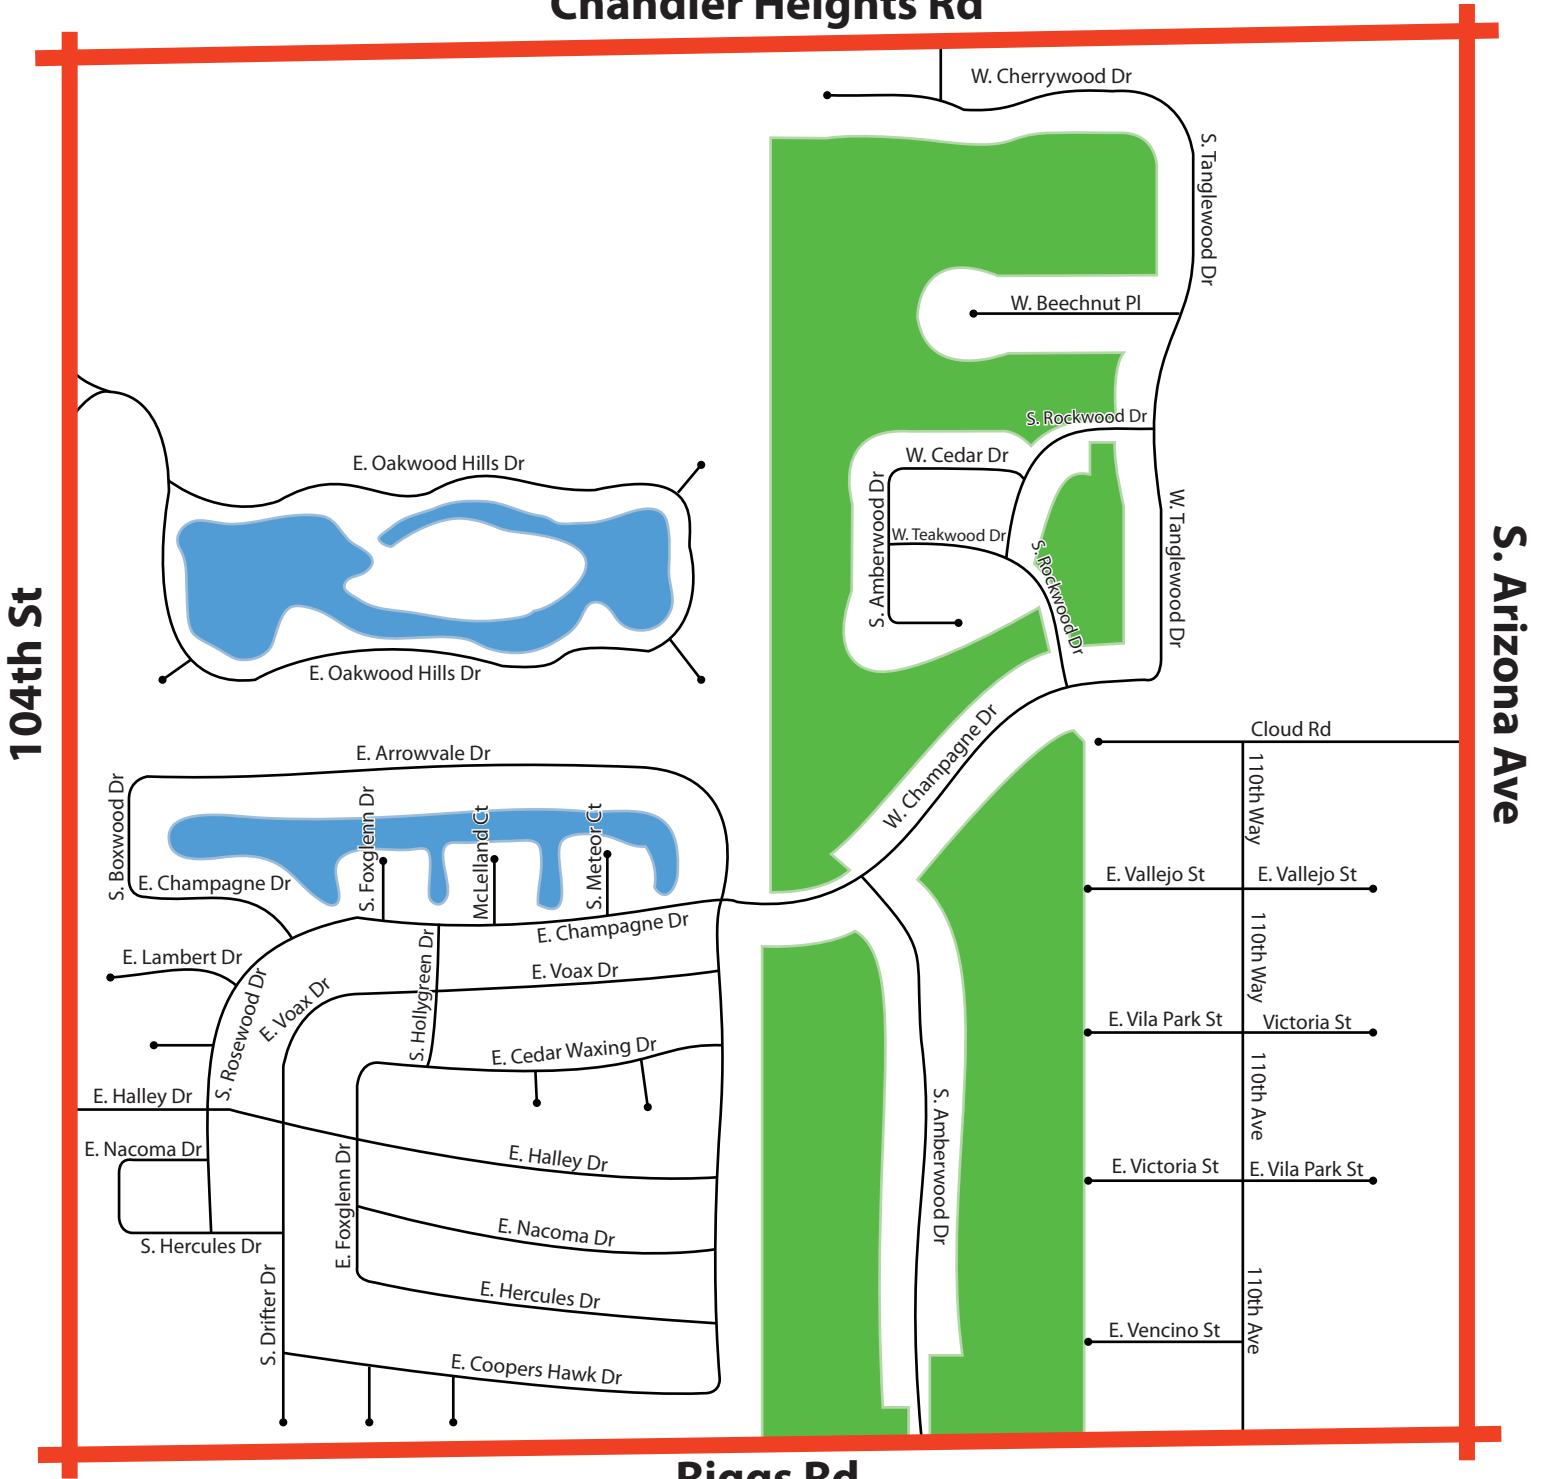 Chandler Heights Rd
W. Cherrywood Dr
S. Tanglewood Dr
W. Beechnut Pl
S. Rockwood Dr
W. Cedar Dr
E. Oakwood Hills Dr
S. Amberwood Dr
W. Teakwood Dr
S. Rockwood Dr
W. Tanglewood Dr
104th St
S. Arizona Ave
E. Oakwood Hills Dr
W. Champagne Dr
Cloud Rd
E. Arrowvale Dr
110th Way
S. Boxwood Dr
S. Foxglenn Dr
McLelland Ct
S. Meteor Ct
E. Champagne Dr
E. Vallejo St
E. Vallejo St
E. Champagne Dr
E. Lambert Dr
S. Hollygreen Dr
E. Voax Dr
110th Way
S. Rosewood Dr
E. Voax Dr
E. Vila Park St
Victoria St
E. Cedar Waxing Dr
110th Ave
E. Halley Dr
S. Amberwood Dr
E. Nacoma Dr
E. Halley Dr
E. Victoria St
E. Vila Park St
E. Foxglenn Dr
E. Nacoma Dr
S. Hercules Dr
E. Hercules Dr
S. Drifter Dr
110th Ave
E. Vencino St
E. Coopers Hawk Dr
Riggs Rd